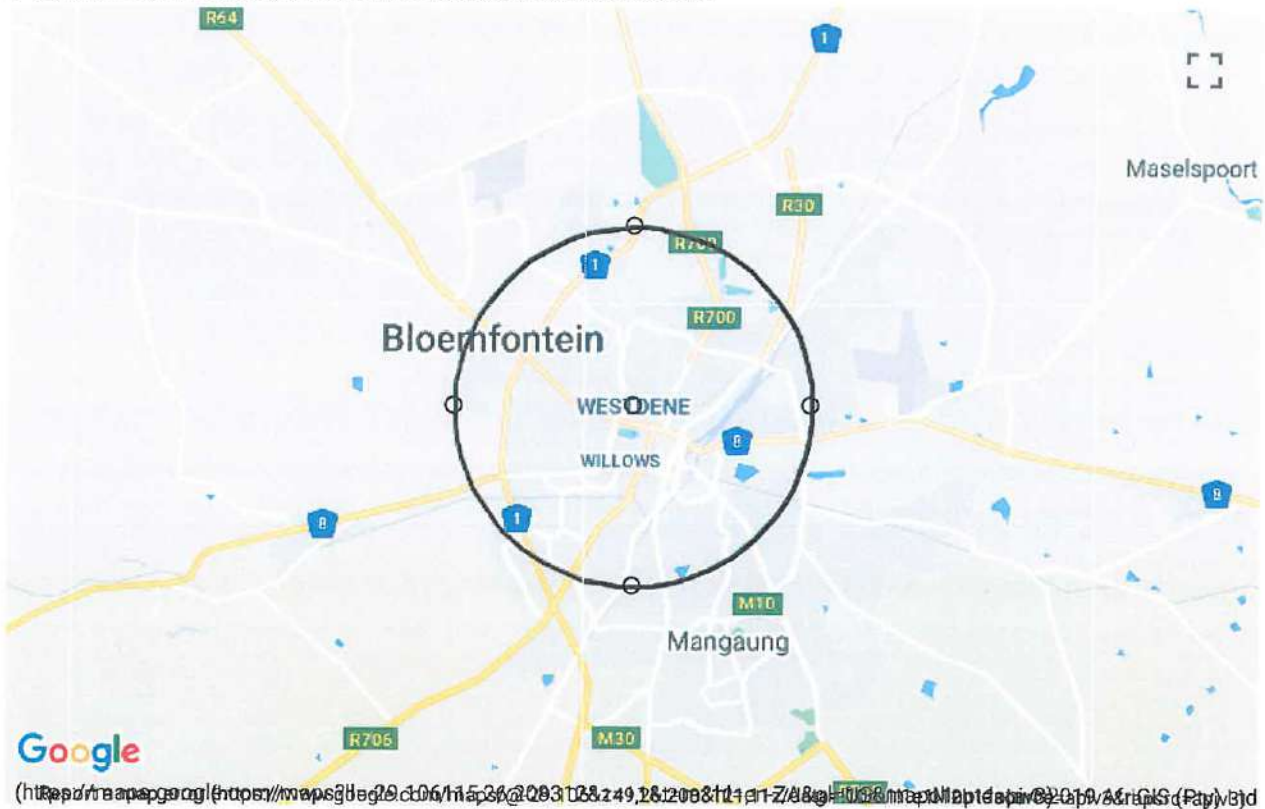 R64
1
Maselspoort
R30
R700
1
R700
Bloemfontein
WESTDENE
8
WILLOWS
8
8
1
M10
Mangaung
R706
M30
Google